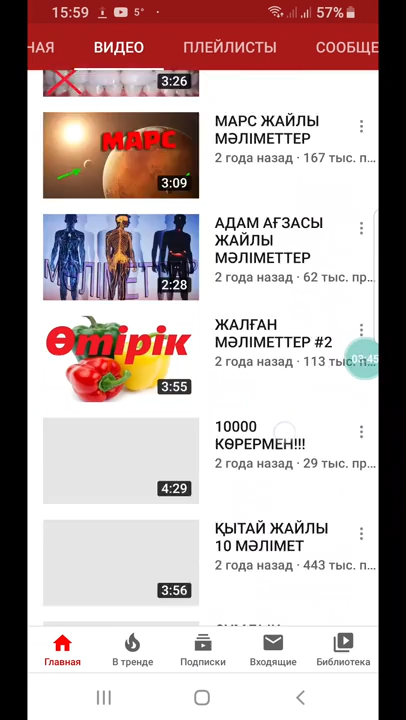 15:59 5° 57%
НАЯ ВИДЕО ПЛЕЙЛИСТЫ СООБЩЕ
3:26
МАРС
3:09
МАРС ЖАЙЛЫ
МӘЛІМЕТТЕР
2 года назад · 167 тыс. п...
2:28
АДАМ АҒЗАСЫ
ЖАЙЛЫ
МӘЛІМЕТТЕР
2 года назад · 62 тыс. пр...
Өтірік
3:55
ЖАЛҒАН
МӘЛІМЕТТЕР #2
2 года назад · 113 тыс. п...
03:45
4:29
10000
КӨРЕРМЕН!!!
2 года назад · 29 тыс. пр...
3:56
ҚЫТАЙ ЖАЙЛЫ
10 МӘЛІМЕТ
2 года назад · 443 тыс. п...
Главная В тренде Подписки Входящие Библиотека